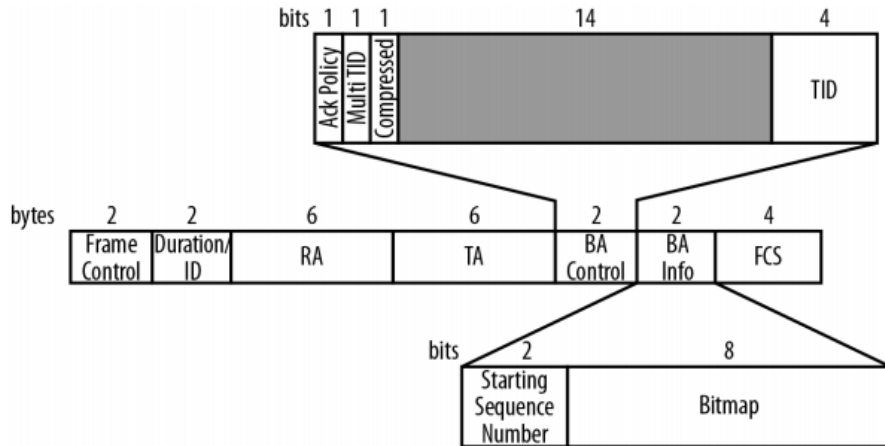 bits 1 1 1 14 4
Ack Policy
Multi TID
Compressed
TID
bytes 2 2 6 6 2 2 4
Frame
Control
Duration/
ID
RA
TA
BA
Control
BA
Info
FCS
bits 2 8
Starting
Sequence
Number
Bitmap